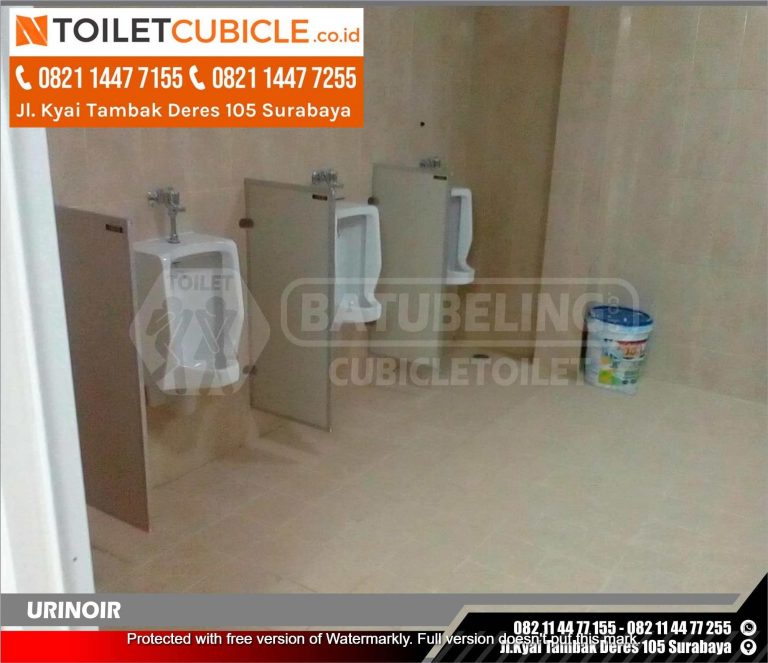 TOILETCUBICLE.co.id
0821 1447 7155 0821 1447 7255
Jl. Kyai Tambak Deres 105 Surabaya
TOILET
BATUBELING
CUBICLETOILET
URINOIR
082 11 44 77 155 - 082 11 44 77 255
Jl.Kyai Tambak Deres 105 Surabaya
Protected with free version of Watermarkly. Full version doesn't put this mark.